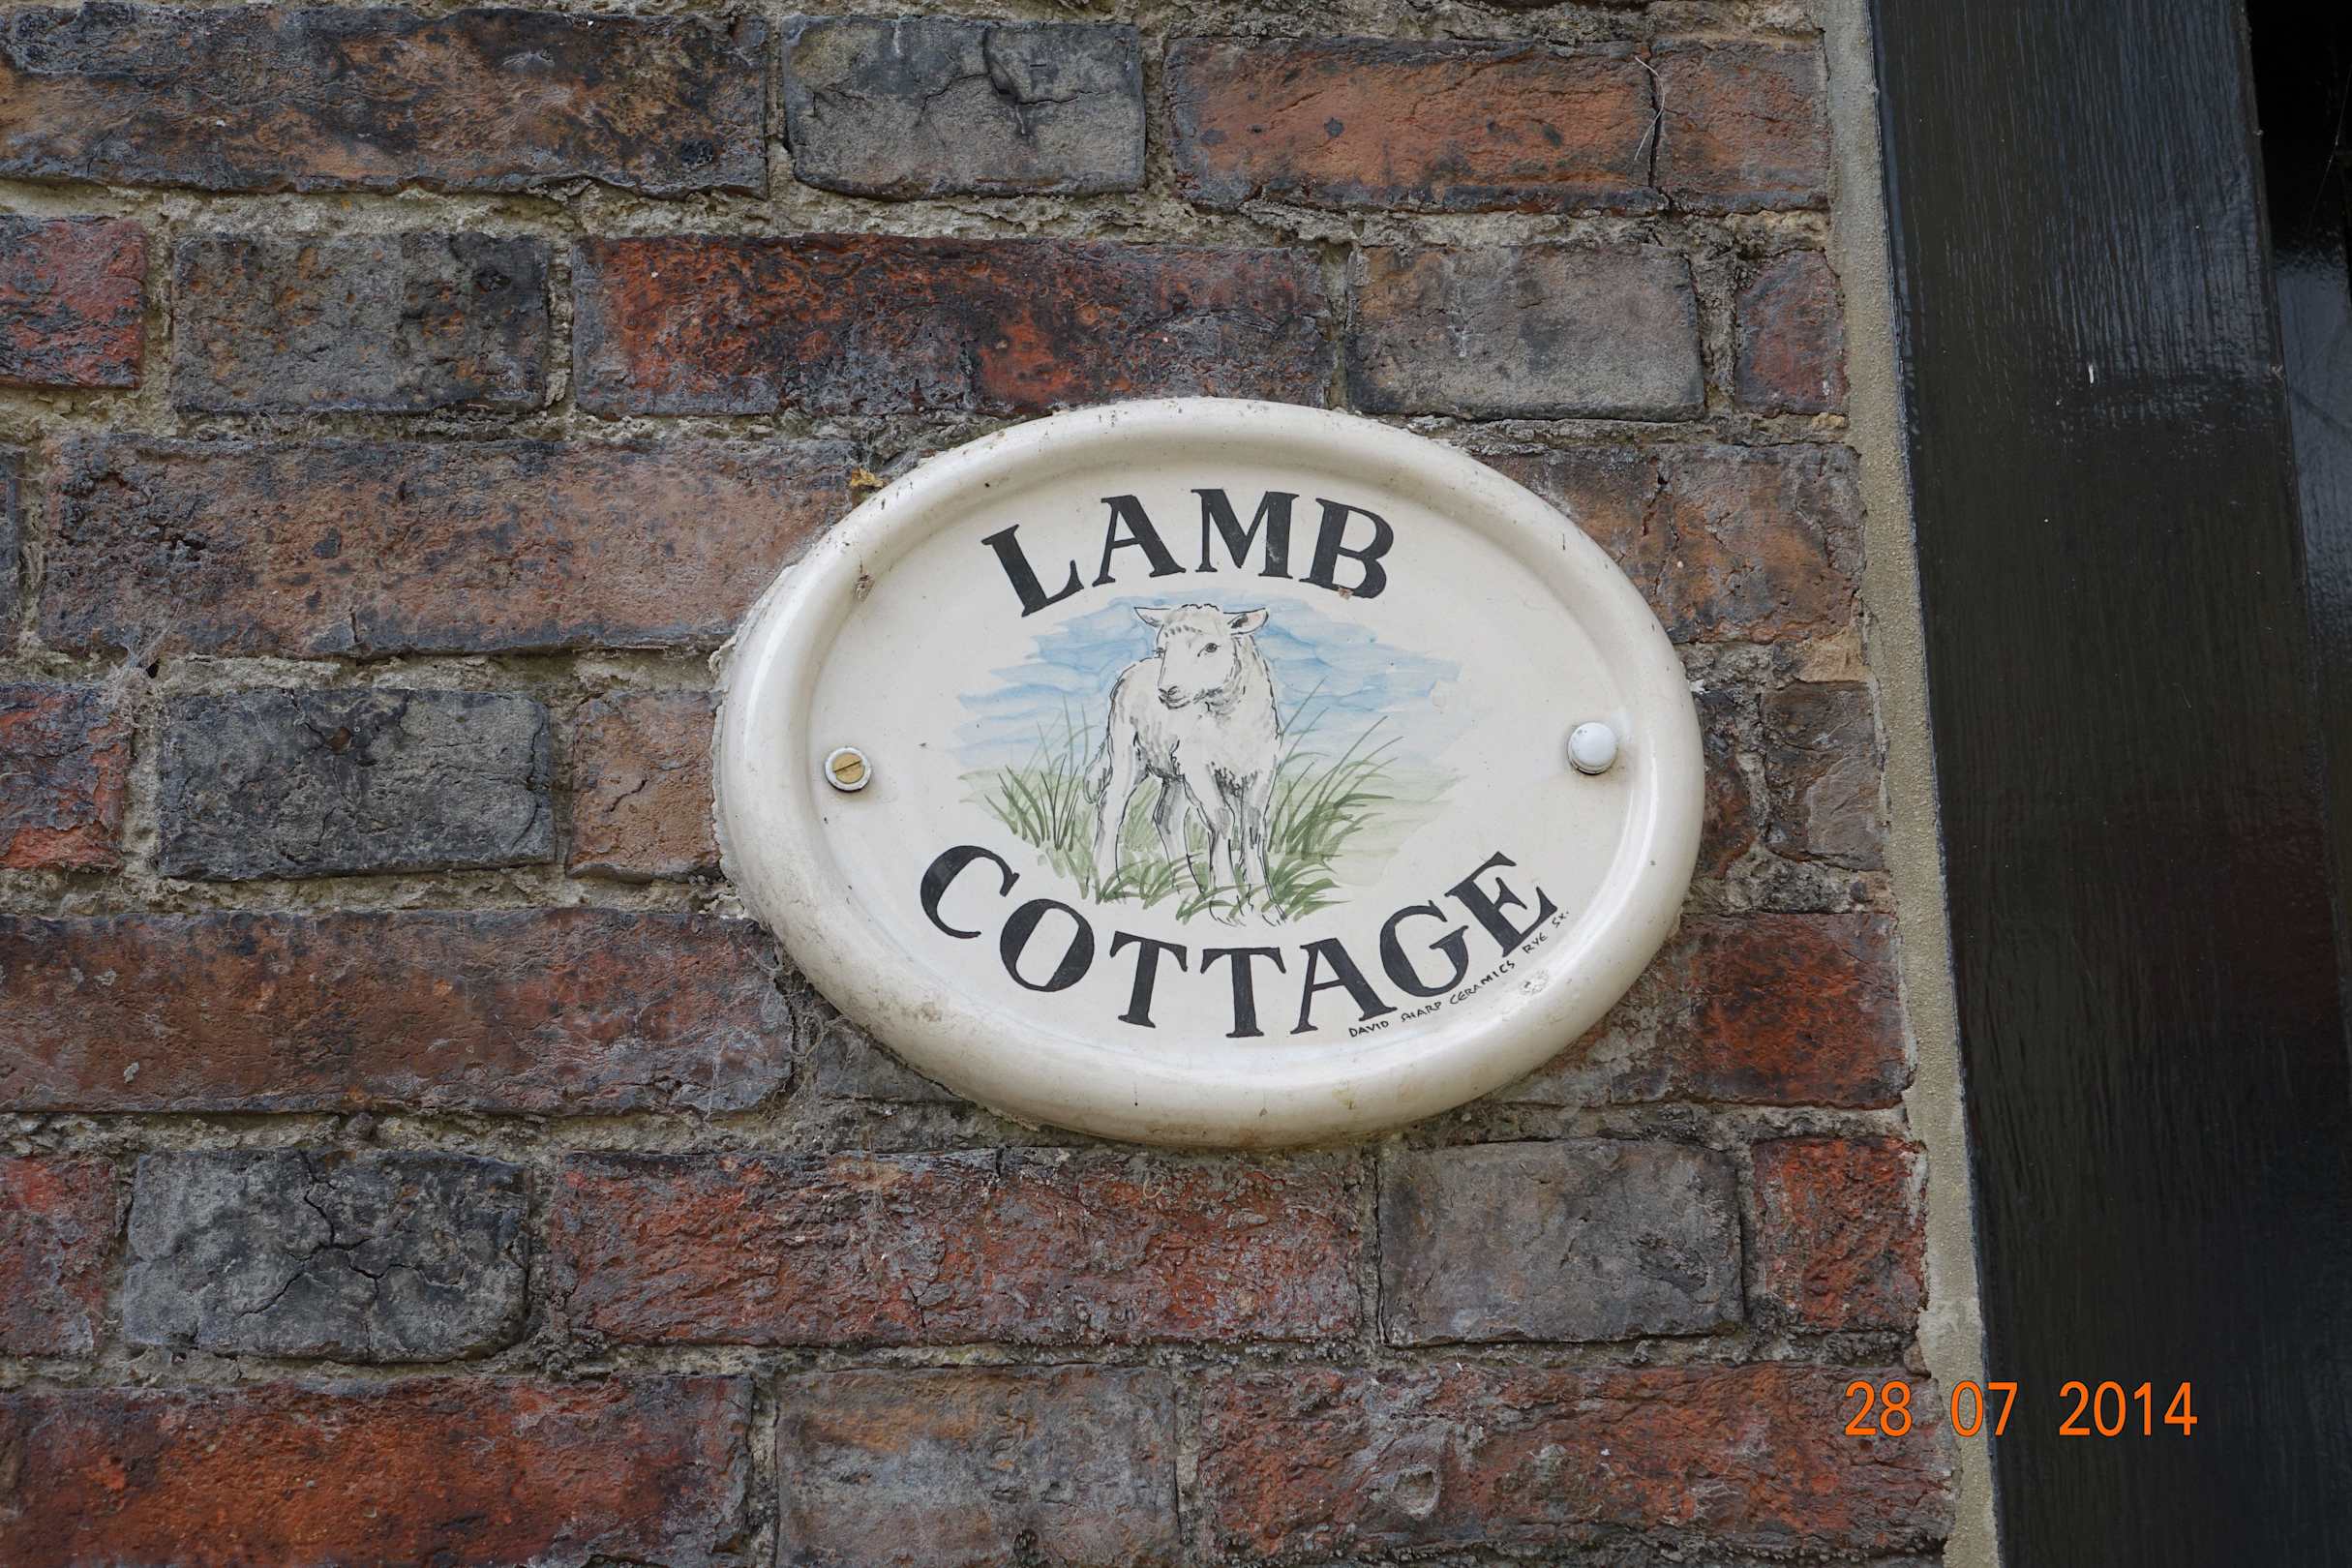 LAMB
COTTAGE
DAVID SHARP CERAMICS RYE SX.
28 07 2014